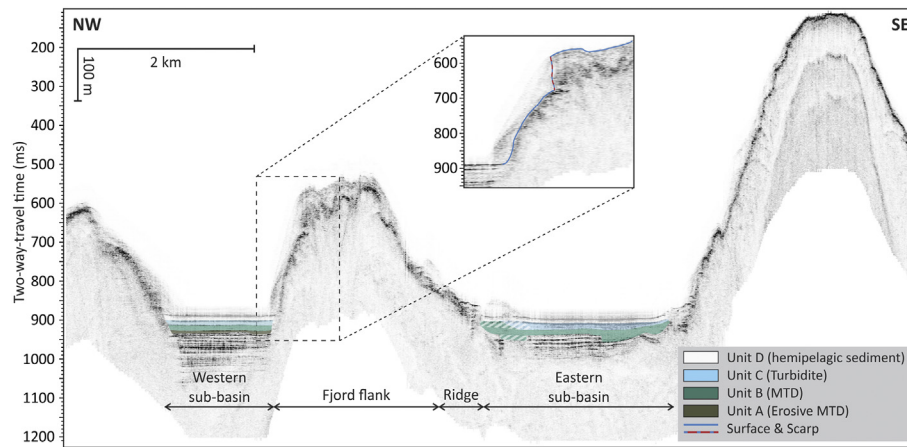 NW
SE
100
200
300
400
500
600
700
800
900
1000
1100
1200
Two-way-travel time (ms)
100 m
2 km
600
700
800
900
Western
sub-basin
Fjord flank
Ridge
Eastern
sub-basin
Unit D (hemipelagic sediment)
Unit C (Turbidite)
Unit B (MTD)
Unit A (Erosive MTD)
Surface & Scarp